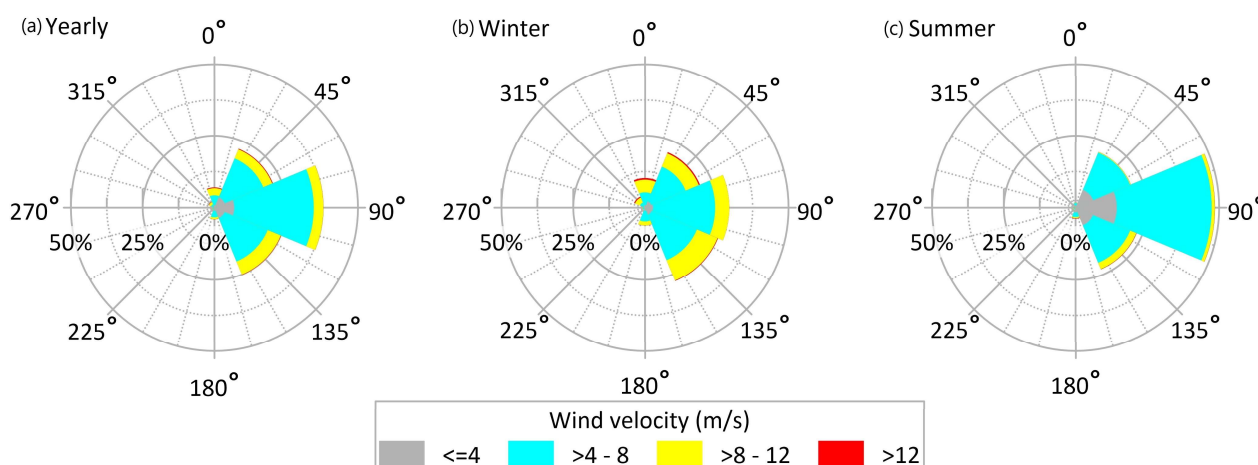 (a) Yearly (b) Winter (c) Summer
0° 0° 0°
315° 45° 315° 45° 315° 45°
270° 90° 270° 90° 270° 90°
50% 25% 0% 50% 25% 0% 50% 25% 0%
225° 135° 225° 135° 225° 135°
180° 180° 180°
Wind velocity (m/s)
<=4 >4 - 8 >8 - 12 >12